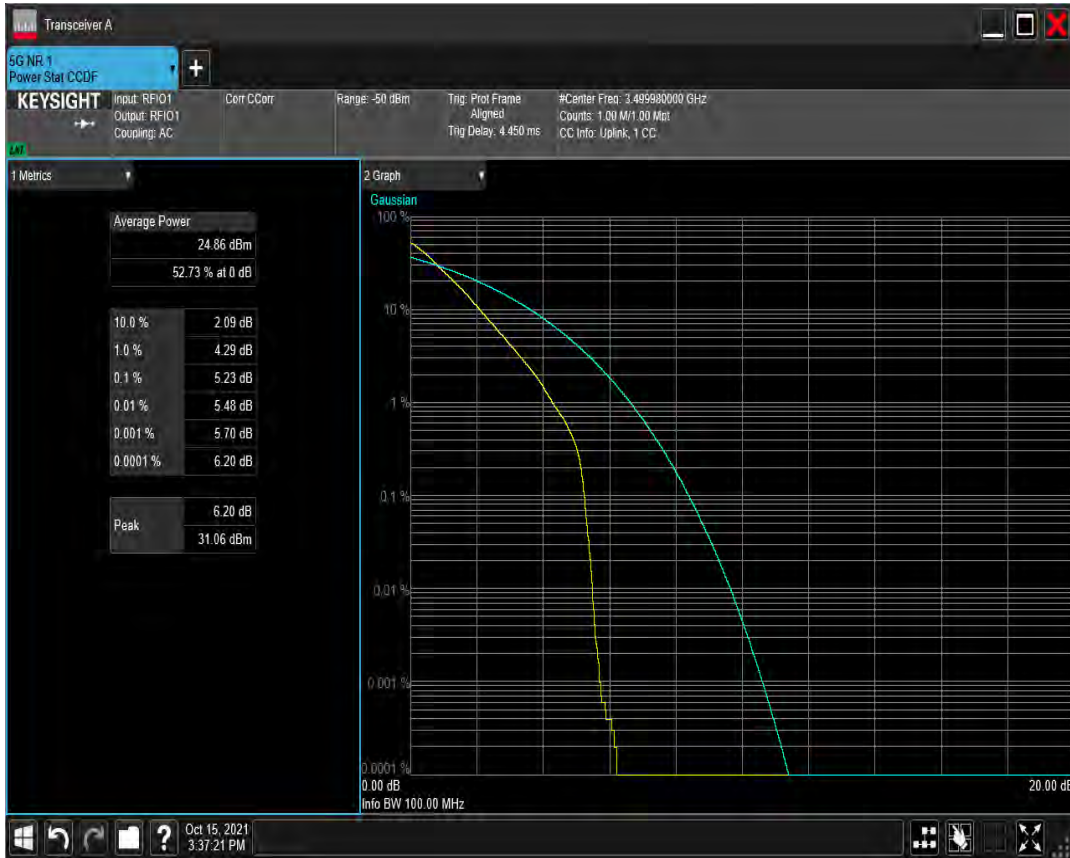 Transceiver A
5G NR 1
Power Stat CCDF
+
KEYSIGHT
Input: RFIO1
Output: RFIO1
Coupling: AC
Corr CCorr
Range: -50 dBm
Trig: Prot Frame
Aligned
Trig Delay: 4.450 ms
#Center Freq: 3.499980000 GHz
Counts: 1.00 M/1.00 Mpt
CC Info: Uplink, 1 CC
1 Metrics
Average Power
24.86 dBm
52.73 % at 0 dB
10.0 % 2.09 dB
1.0 % 4.29 dB
0.1 % 5.23 dB
0.01 % 5.48 dB
0.001 % 5.70 dB
0.0001 % 6.20 dB
Peak
6.20 dB
31.06 dBm
2 Graph
Gaussian
100 %
10 %
1 %
0.1 %
0.01 %
0.001 %
0.0001 %
0.00 dB
20.00 dB
Info BW 100.00 MHz
?
Oct 15, 2021
3:37:21 PM